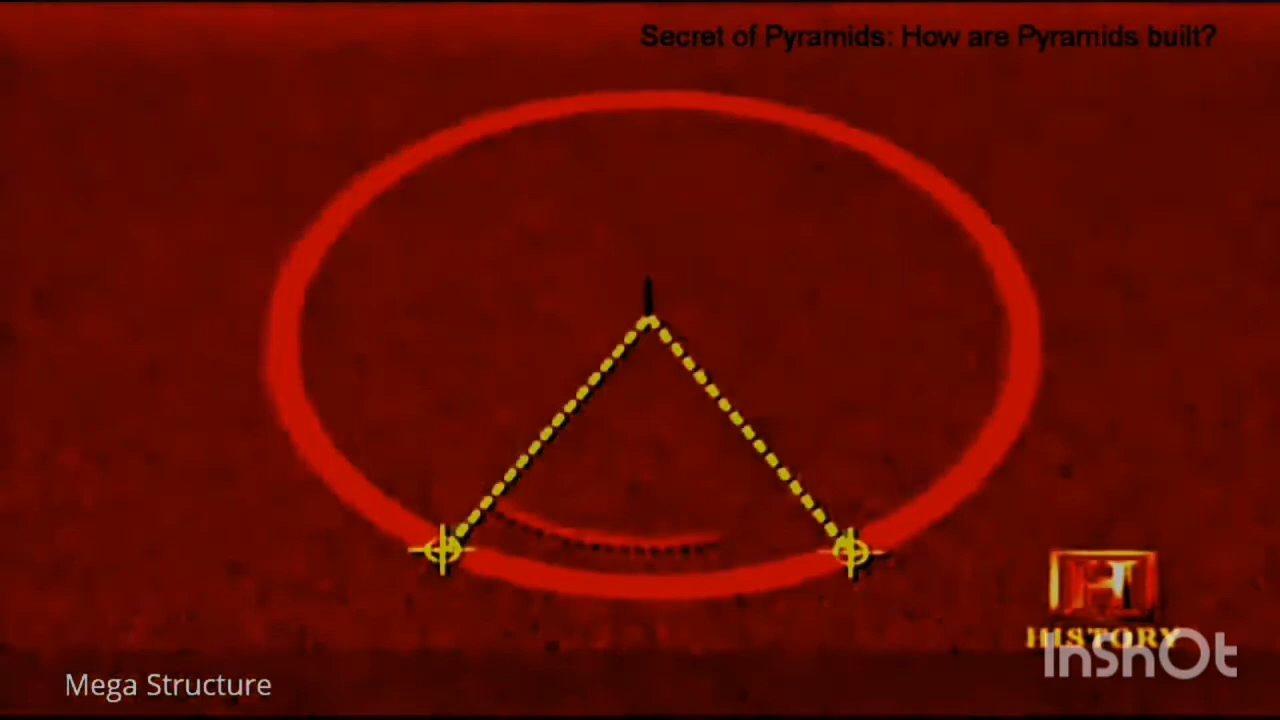 Secret of Pyramids: How are Pyramids built?
H
HISTORY
InshOt
Mega Structure